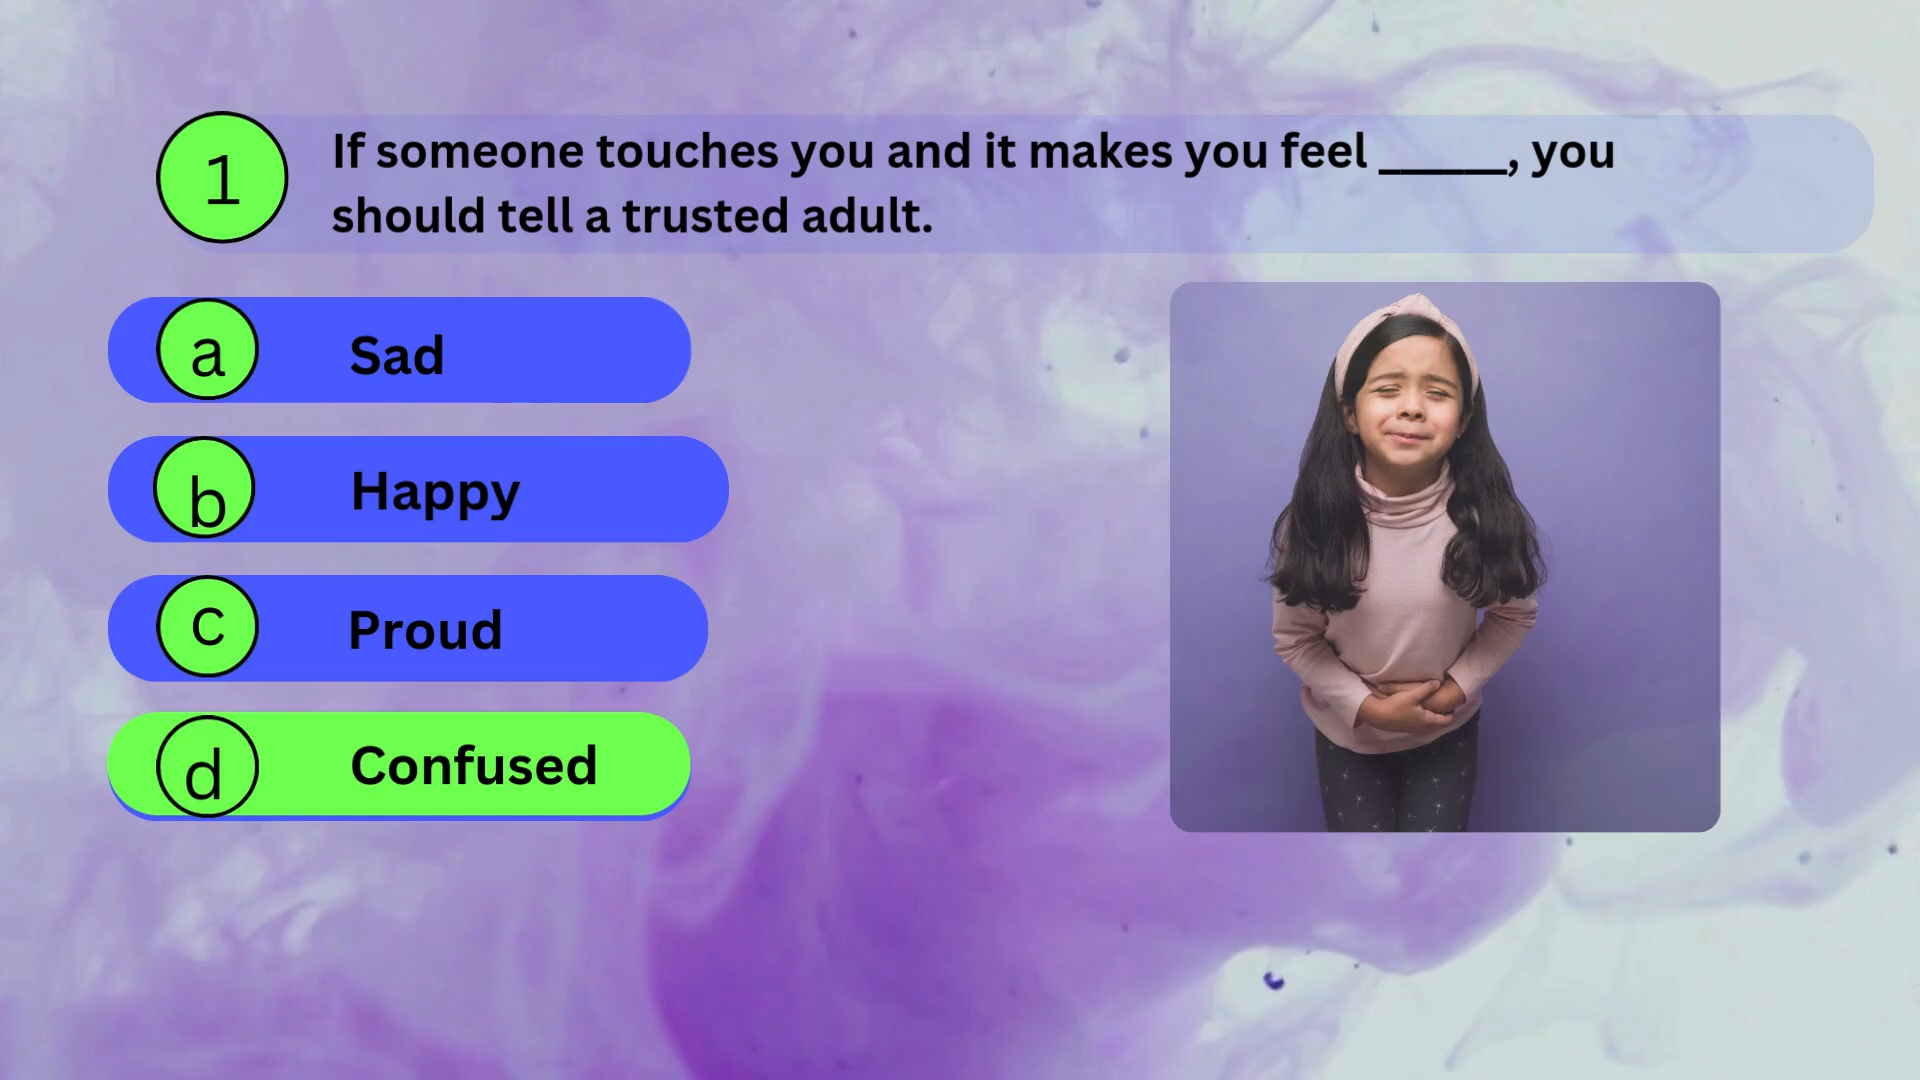 1
If someone touches you and it makes you feel ______, you
should tell a trusted adult.
a Sad
b Happy
c Proud
d Confused